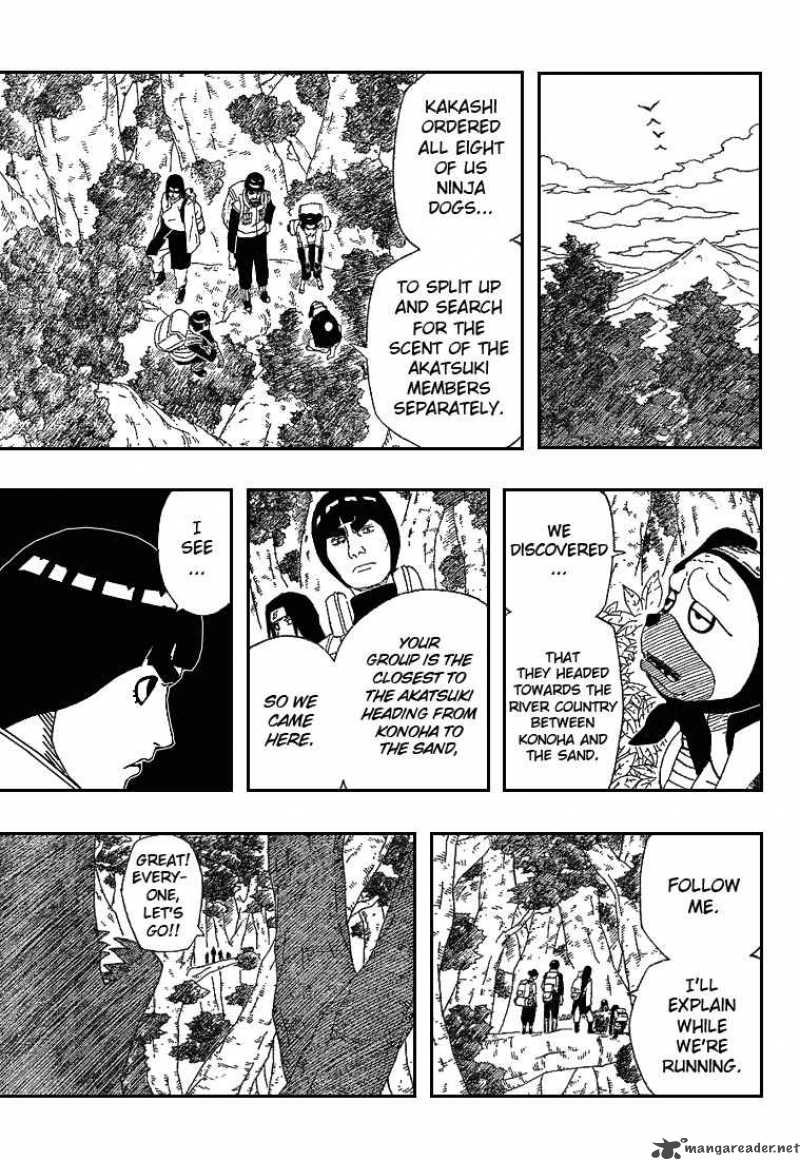 KAKASHI
ORDERED
ALL EIGHT
OF US
NINJA
DOGS...
TO SPLIT UP
AND SEARCH
FOR THE
SCENT OF THE
AKATSUKI
MEMBERS
SEPARATELY.
WE
DISCOVERED
...
THAT
THEY HEADED
TOWARDS THE
RIVER COUNTRY
BETWEEN
KONOHA AND
THE SAND.
YOUR
GROUP IS THE
CLOSEST TO
THE AKATSUKI
HEADING FROM
KONOHA TO
THE SAND,
SO WE
CAME
HERE.
I
SEE
...
FOLLOW
ME.
I'LL
EXPLAIN
WHILE
WE'RE
RUNNING.
GREAT!
EVERY-
ONE,
LET'S
GO!!
mangareader.net